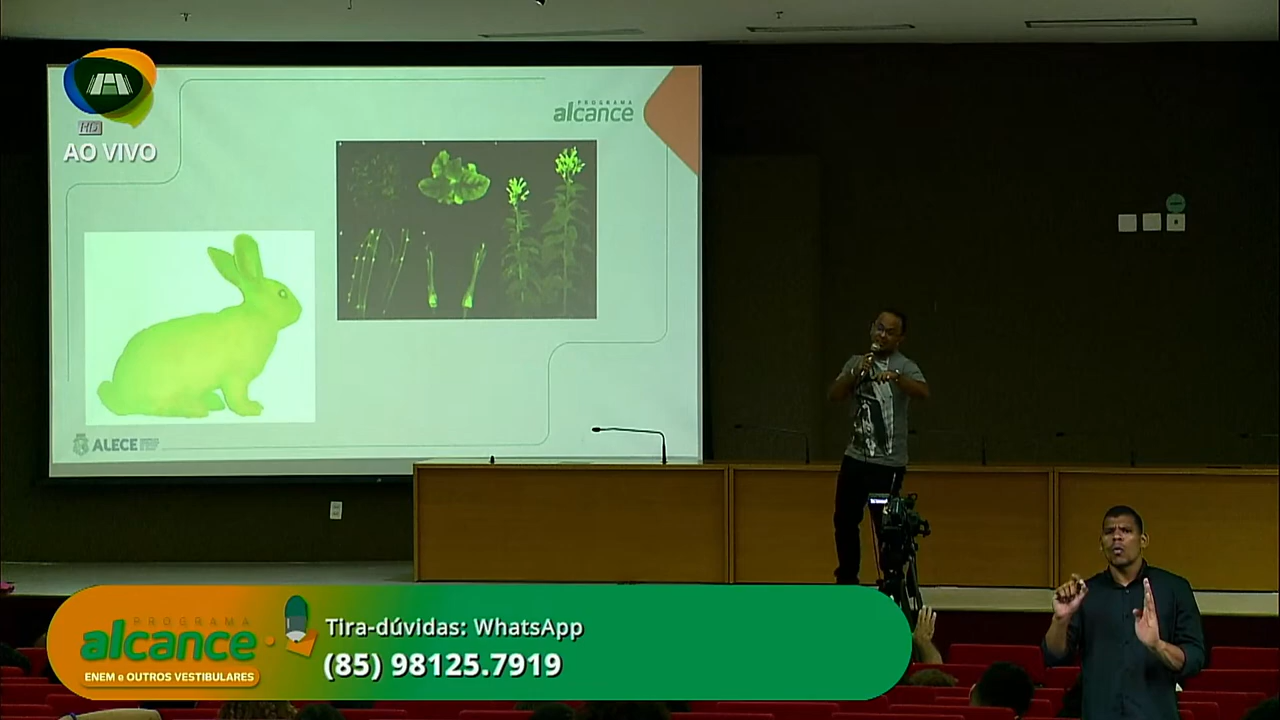 HD
AO VIVO
PROGRAMA
alcance
ALECE
PROGRAMA
alcance
ENEM e OUTROS VESTIBULARES
Tira-dúvidas: WhatsApp
(85) 98125.7919